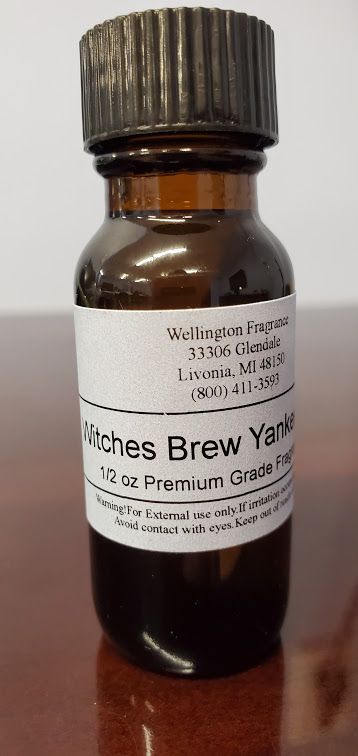 Wellington Fragrance
33306 Glendale
Livonia, MI 48150
(800) 411-3593
Witches Brew
1/2 oz Premium Grade
Warning!For External use only.If irritation
Avoid contact with eyes.Keep out of